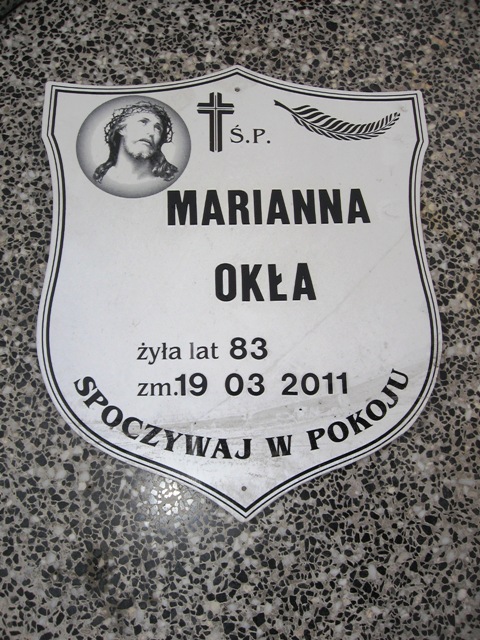 Ś.P.
MARIANNA
OKŁA
żyła lat 83
zm.19 03 2011
SPOCZYWAJ W POKOJU